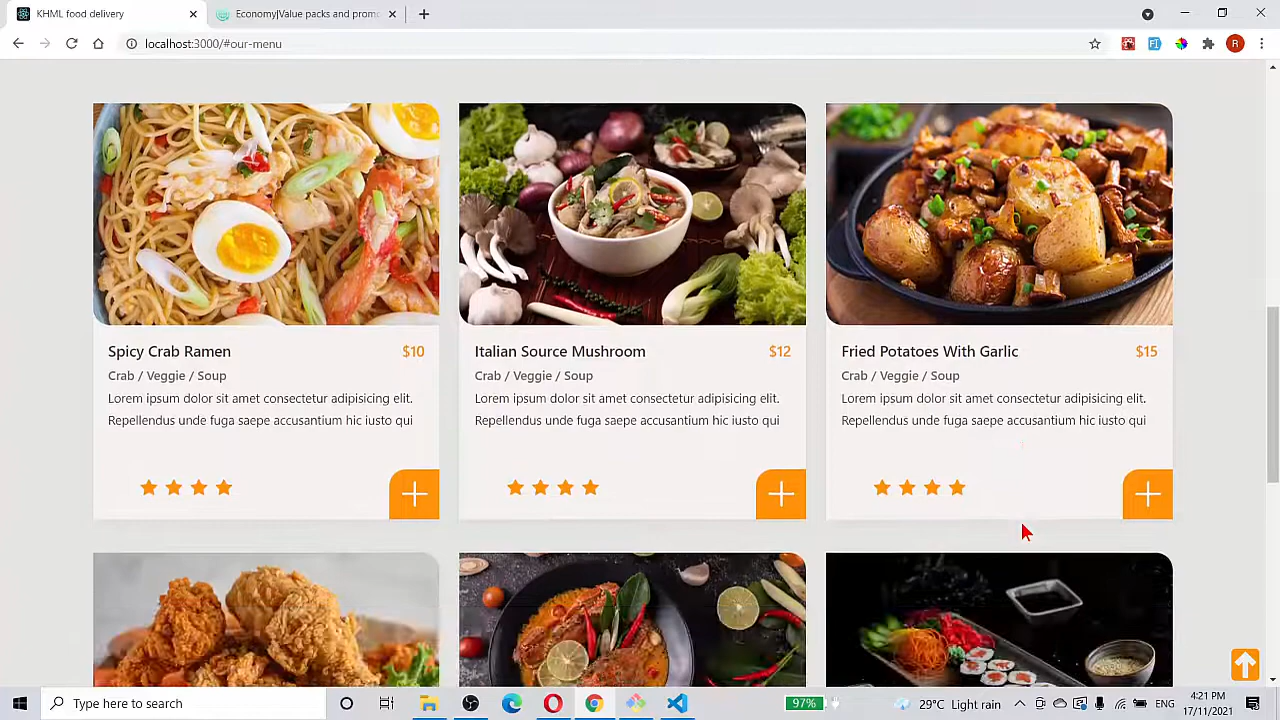 KHML food delivery
Economy|Value packs and promo
localhost:3000/#our-menu
R
Spicy Crab Ramen $10
Crab / Veggie / Soup
Lorem ipsum dolor sit amet consectetur adipisicing elit.
Repellendus unde fuga saepe accusantium hic iusto qui
Italian Source Mushroom $12
Crab / Veggie / Soup
Lorem ipsum dolor sit amet consectetur adipisicing elit.
Repellendus unde fuga saepe accusantium hic iusto qui
Fried Potatoes With Garlic $15
Crab / Veggie / Soup
Lorem ipsum dolor sit amet consectetur adipisicing elit.
Repellendus unde fuga saepe accusantium hic iusto qui
Type here to search
97%
29°C Light rain
ENG
4:21 PM
17/11/2021